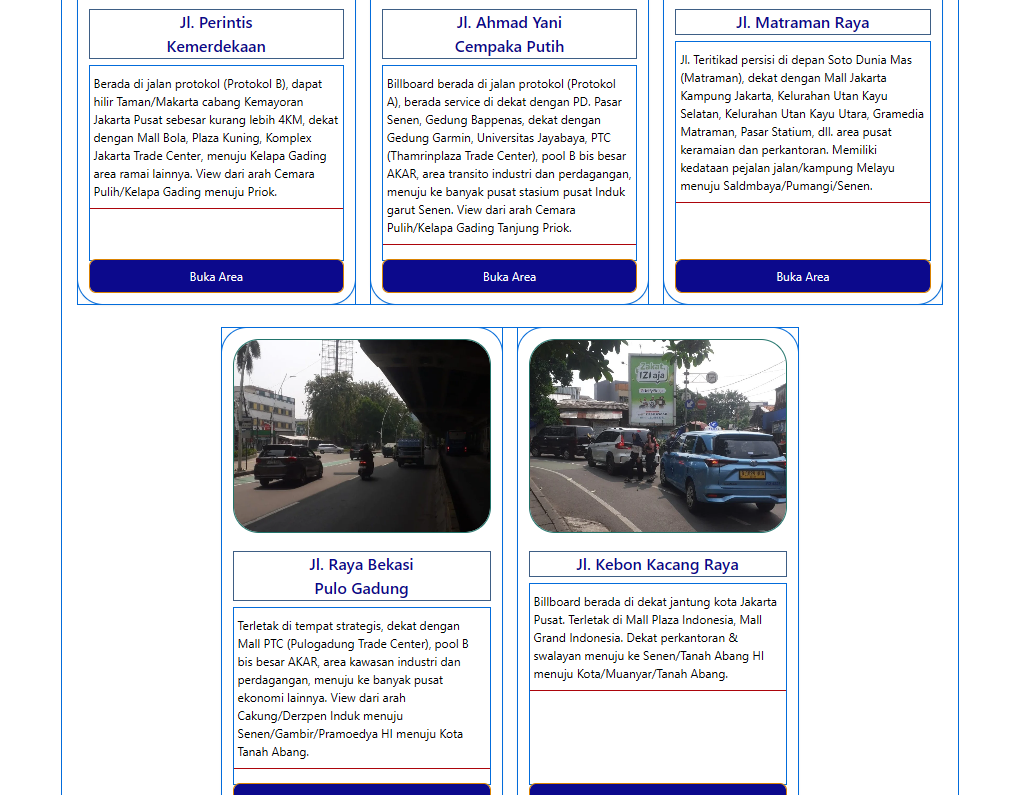 Jl. Perintis
Kemerdekaan
Berada di jalan protokol (Protokol B), dapat
hilir Taman/Makarta cabang Kemayoran
Jakarta Pusat sebesar kurang lebih 4KM, dekat
dengan Mall Bola, Plaza Kuning, Komplex
Jakarta Trade Center, menuju Kelapa Gading
area ramai lainnya. View dari arah Cemara
Pulih/Kelapa Gading menuju Priok.
Buka Area
Jl. Ahmad Yani
Cempaka Putih
Billboard berada di jalan protokol (Protokol
A), berada service di dekat dengan PD. Pasar
Senen, Gedung Bappenas, dekat dengan
Gedung Garmin, Universitas Jayabaya, PTC
(Thamrinplaza Trade Center), pool B bis besar
AKAR, area transito industri dan perdagangan,
menuju ke banyak pusat stasium pusat Induk
garut Senen. View dari arah Cemara
Pulih/Kelapa Gading Tanjung Priok.
Buka Area
Jl. Matraman Raya
Jl. Teritikad persisi di depan Soto Dunia Mas
(Matraman), dekat dengan Mall Jakarta
Kampung Jakarta, Kelurahan Utan Kayu
Selatan, Kelurahan Utan Kayu Utara, Gramedia
Matraman, Pasar Statium, dll. area pusat
keramaian dan perkantoran. Memiliki
kedataan pejalan jalan/kampung Melayu
menuju Saldmbaya/Pumangi/Senen.
Buka Area
Jl. Raya Bekasi
Pulo Gadung
Terletak di tempat strategis, dekat dengan
Mall PTC (Pulogadung Trade Center), pool B
bis besar AKAR, area kawasan industri dan
perdagangan, menuju ke banyak pusat
ekonomi lainnya. View dari arah
Cakung/Derzpen Induk menuju
Senen/Gambir/Pramoedya HI menuju Kota
Tanah Abang.
Zakat
IZI aja
Jl. Kebon Kacang Raya
Billboard berada di dekat jantung kota Jakarta
Pusat. Terletak di Mall Plaza Indonesia, Mall
Grand Indonesia. Dekat perkantoran &
swalayan menuju ke Senen/Tanah Abang HI
menuju Kota/Muanyar/Tanah Abang.